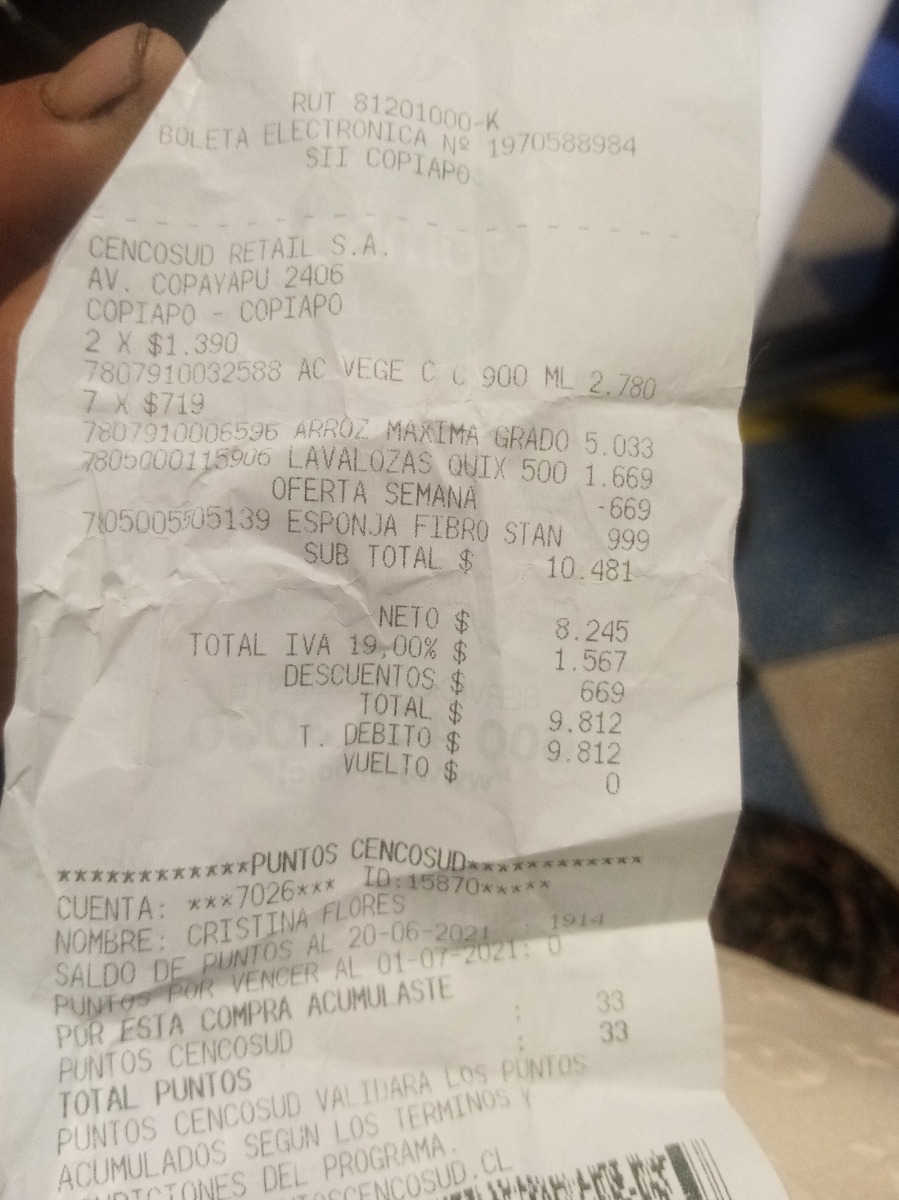 RUT 81201000-K
BOLETA ELECTRONICA Nº 1970588984
SII COPIAPO
CENCOSUD RETAIL S.A.
AV. COPAYAPU 2406
COPIAPO - COPIAPO
2 X $1.390
7807910032588 AC VEGE C C 900 ML 2.780
7 X $719
7807910006596 ARROZ MAXIMA GRADO 5.033
7805000115906 LAVALOZAS QUIX 500 1.669
OFERTA SEMANA -669
7805005505139 ESPONJA FIBRO STAN 999
SUB TOTAL $ 10.481
NETO $ 8.245
TOTAL IVA 19,00% $ 1.567
DESCUENTOS $ 669
TOTAL $ 9.812
T. DEBITO $ 9.812
VUELTO $ 0
************PUNTOS CENCOSUD************
CUENTA: ***7026*** ID:15870*****
NOMBRE: CRISTINA FLORES
SALDO DE PUNTOS AL 20-06-2021 : 1914
PUNTOS POR VENCER AL 01-07-2021: 0
POR ESTA COMPRA ACUMULASTE
PUNTOS CENCOSUD : 33
TOTAL PUNTOS : 33
PUNTOS CENCOSUD VALIDARA LOS PUNTOS
ACUMULADOS SEGUN LOS TERMINOS Y
CONDICIONES DEL PROGRAMA.